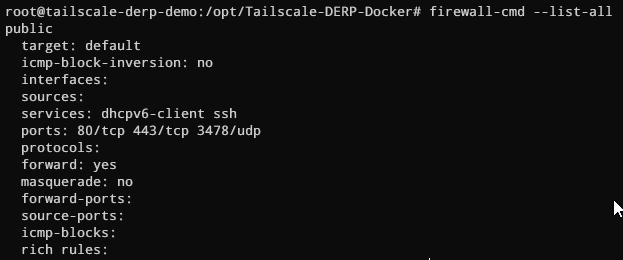 root@tailscale-derp-demo:/opt/Tailscale-DERP-Docker# firewall-cmd --list-all
public
  target: default
  icmp-block-inversion: no
  interfaces:
  sources:
  services: dhcpv6-client ssh
  ports: 80/tcp 443/tcp 3478/udp
  protocols:
  forward: yes
  masquerade: no
  forward-ports:
  source-ports:
  icmp-blocks:
  rich rules: